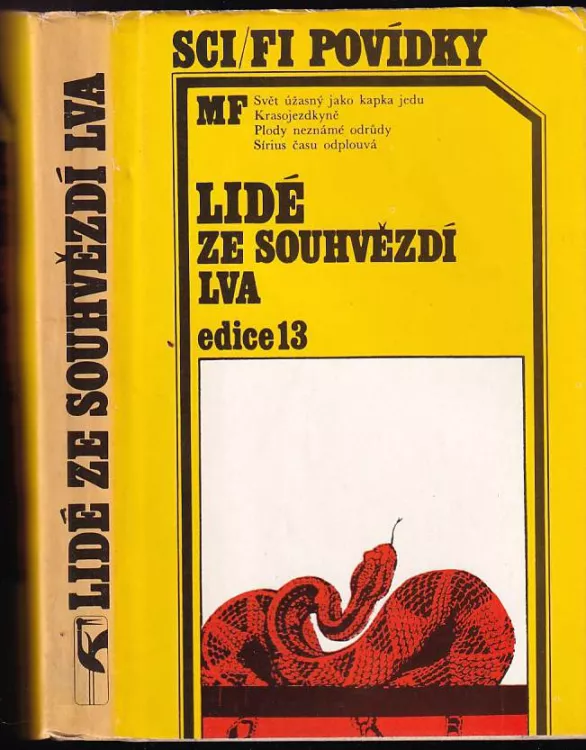 LIDÉ ZE SOUHVĚZDÍ LVA
SCI/FI POVÍDKY
MF
Svět úžasný jako kapka jedu
Krasojezdkyně
Plody neznámé odrůdy
Sírius času odplouvá
LIDÉ
ZE SOUHVĚZDÍ
LVA
edice 13